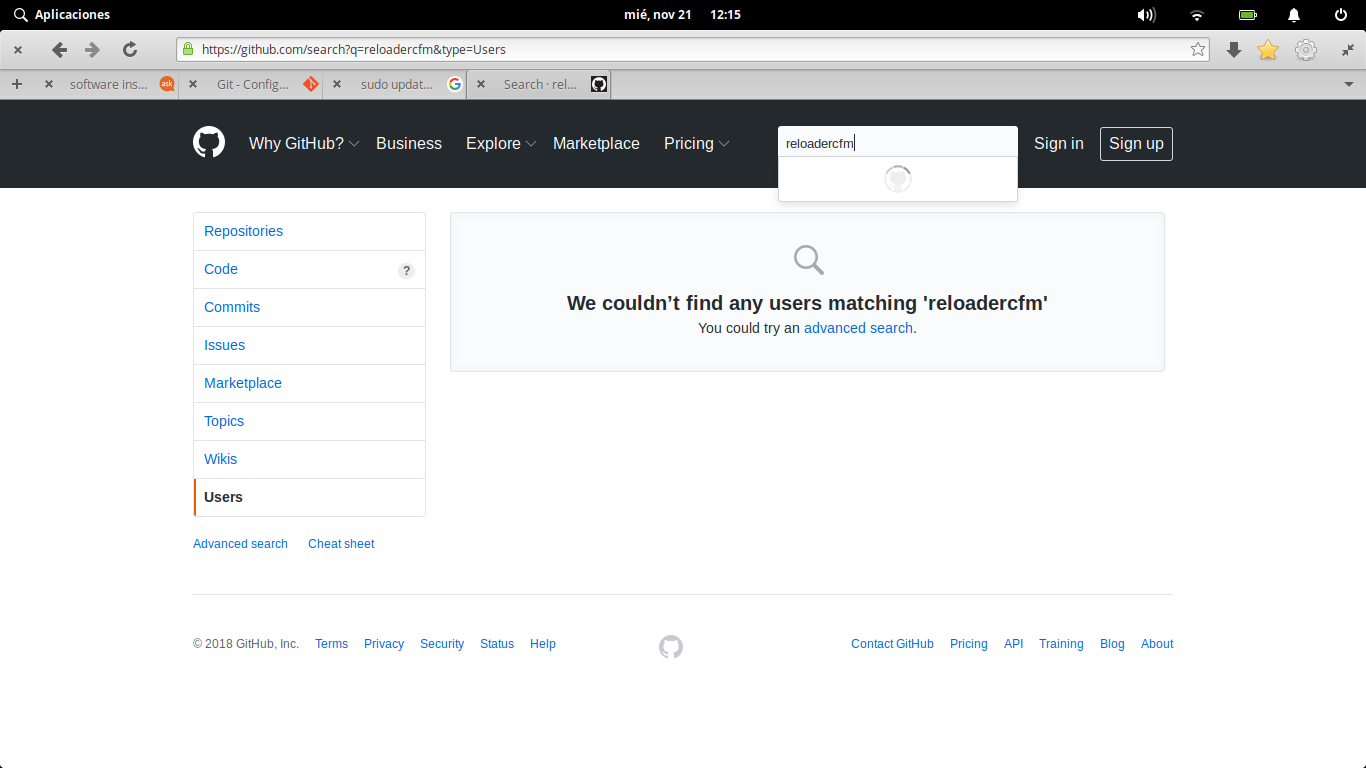 Aplicaciones mié, nov 21 12:15
https://github.com/search?q=reloadercfm&type=Users
software ins... ask Git - Config... sudo updat... G Search · rel...
Why GitHub? Business Explore Marketplace Pricing reloadercfm Sign in Sign up
Repositories
Code ?
Commits
Issues
Marketplace
Topics
Wikis
Users
Advanced search Cheat sheet
We couldn’t find any users matching 'reloadercfm'
You could try an advanced search.
© 2018 GitHub, Inc. Terms Privacy Security Status Help Contact GitHub Pricing API Training Blog About